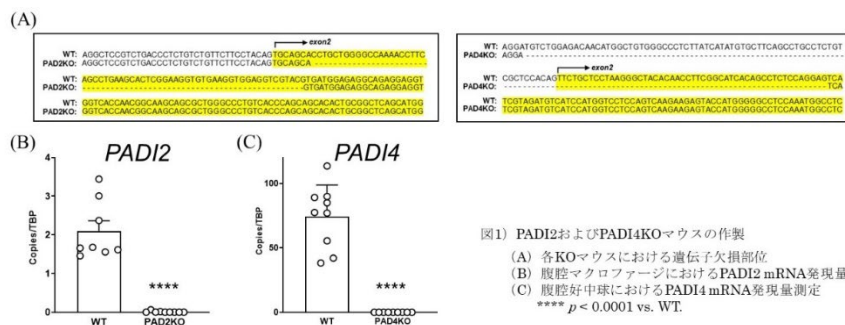 (A)
exon2
WT: AGGCTCCGTCTGACCCTCTGTCTGTTCTTCCTACAGTGCAGCACCTGCTGGGGCCAAAACCTTC
PAD2KO: AGGCTCCGTCTGACCCTCTGTCTGTTCTTCCTACAGTGCAGCA
WT: AGCCTGAAGCACTCGGAAGGTGTGAAGGTGGAGGTCGTACGTGATGGAGAGGCAGAGGAGGT
PAD2KO: GTGATGGAGAGGCAGAGGAGGT
WT: GGTCACCAACGGCAAGCAGCGCTGGGCCCTGTCACCCAGCAGCACACTGCGGCTCAGCATGG
PAD2KO: GGTCACCAACGGCAAGCAGCGCTGGGCCCTGTCACCCAGCAGCACACTGCGGCTCAGCATGG
WT: AGGATGTCTGGAGACAACATGGCTGTGGGCCCTCTTATCATATGTGCTTCAGCCTGCCTCTGT
PAD4KO: AGGA
exon2
WT: CGCTCCACAGTTCTGCTCCTAAGGGCTACACAACCTTCGGCATCACAGCCTCTCCAGGAGTCA
PAD4KO: TCA
WT: TCGTAGATGTCATCCATGGTCCTCCAGTCAAGAAGAGTACCATGGGGGCCTCCAAATGGCCTC
PAD4KO: TCGTAGATGTCATCCATGGTCCTCCAGTCAAGAAGAGTACCATGGGGGCCTCCAAATGGCCTC
(B)
PADI2
Copies/TBP
4
3
2
1
0
****
WT PAD2KO
(C)
PADI4
Copies/TBP
100
50
0
****
WT PAD4KO
図1) PADI2およびPADI4KOマウスの作製
(A) 各KOマウスにおける遺伝子欠損部位
(B) 腹腔マクロファージにおけるPADI2 mRNA発現量
(C) 腹腔好中球におけるPADI4 mRNA発現量測定
**** p < 0.0001 vs. WT.